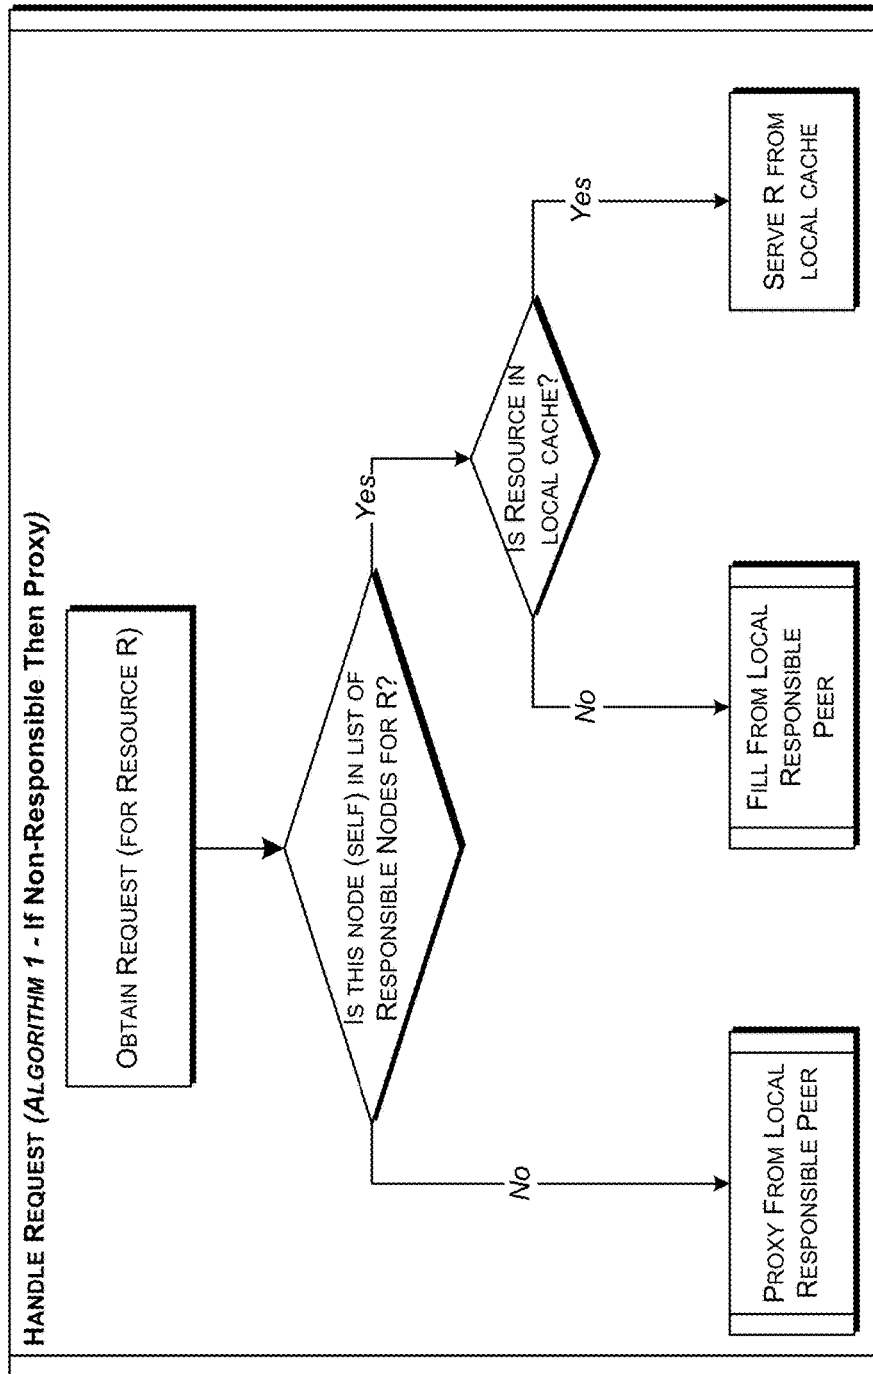 HANDLE REQUEST (ALGORITHM 1 - If Non-Responsible Then Proxy)
OBTAIN REQUEST (FOR RESOURCE R)
IS THIS NODE (SELF) IN LIST OF
RESPONSIBLE NODES FOR R?
No
Yes
IS RESOURCE IN
LOCAL CACHE?
No
Yes
PROXY FROM LOCAL
RESPONSIBLE PEER
FILL FROM LOCAL
RESPONSIBLE
PEER
SERVE R FROM
LOCAL CACHE